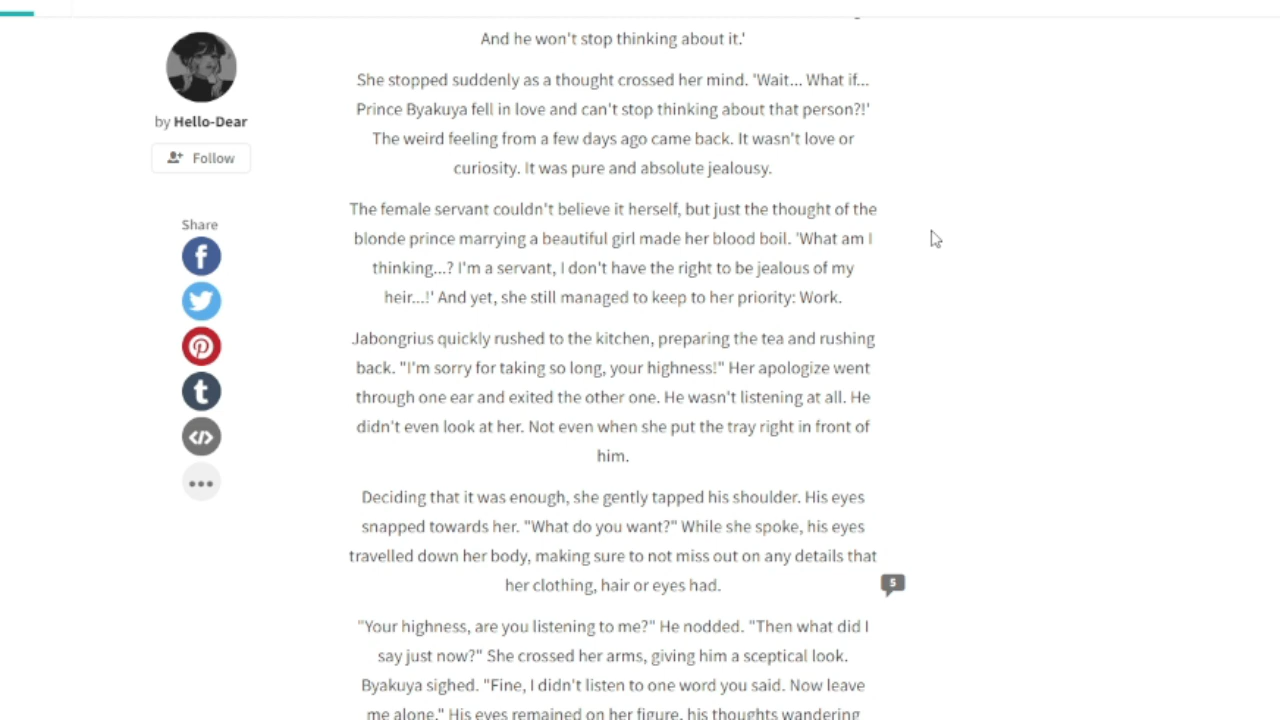 And he won't stop thinking about it.'
She stopped suddenly as a thought crossed her mind. 'Wait... What if...
Prince Byakuya fell in love and can't stop thinking about that person?!'
The weird feeling from a few days ago came back. It wasn't love or
curiosity. It was pure and absolute jealousy.
The female servant couldn't believe it herself, but just the thought of the
blonde prince marrying a beautiful girl made her blood boil. 'What am I
thinking...? I'm a servant, I don't have the right to be jealous of my
heir...!' And yet, she still managed to keep to her priority: Work.
Jabongrius quickly rushed to the kitchen, preparing the tea and rushing
back. "I'm sorry for taking so long, your highness!" Her apologize went
through one ear and exited the other one. He wasn't listening at all. He
didn't even look at her. Not even when she put the tray right in front of
him.
Deciding that it was enough, she gently tapped his shoulder. His eyes
snapped towards her. "What do you want?" While she spoke, his eyes
travelled down her body, making sure to not miss out on any details that
her clothing, hair or eyes had.
5
"Your highness, are you listening to me?" He nodded. "Then what did I
say just now?" She crossed her arms, giving him a sceptical look.
Byakuya sighed. "Fine, I didn't listen to one word you said. Now leave
me alone." His eyes remained on her figure, his thoughts wandering
by Hello-Dear
Follow
Share